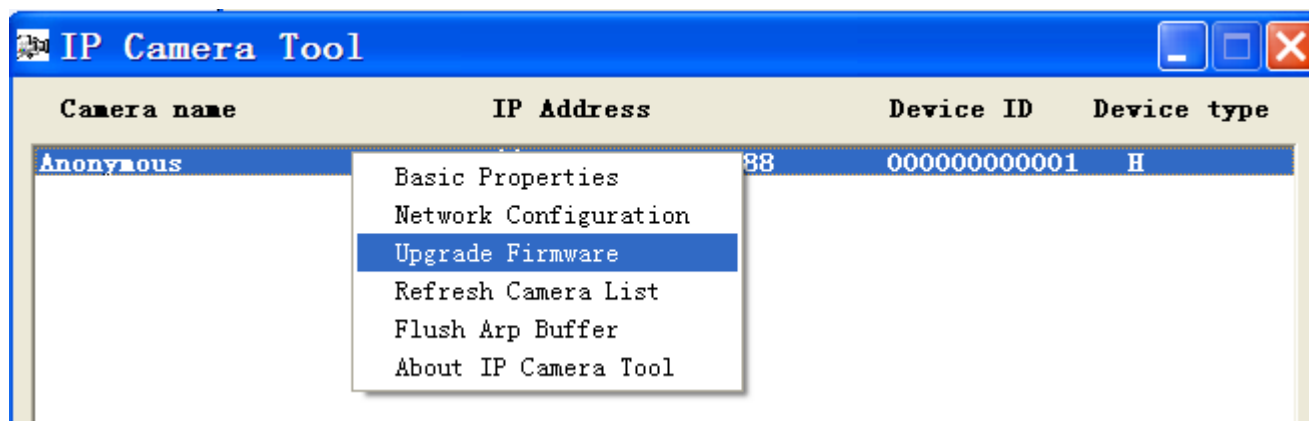 IP Camera Tool
Camera name IP Address Device ID Device type
Anonymous 88 000000000001 H
Basic Properties
Network Configuration
Upgrade Firmware
Refresh Camera List
Flush Arp Buffer
About IP Camera Tool